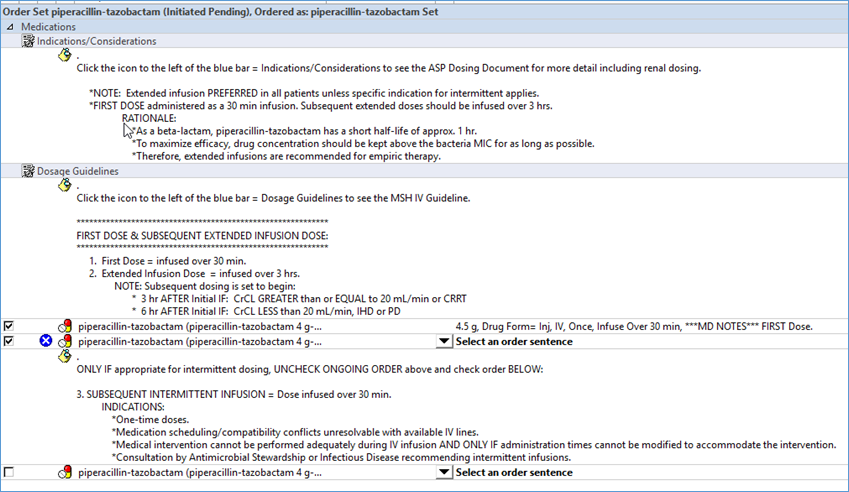 Order Set piperacillin-tazobactam (Initiated Pending), Ordered as: piperacillin-tazobactam Set
Medications
Indications/Considerations
.
Click the icon to the left of the blue bar = Indications/Considerations to see the ASP Dosing Document for more detail including renal dosing.
*NOTE: Extended infusion PREFERRED in all patients unless specific indication for intermittent applies.
*FIRST DOSE administered as a 30 min infusion. Subsequent extended doses should be infused over 3 hrs.
RATIONALE:
*As a beta-lactam, piperacillin-tazobactam has a short half-life of approx. 1 hr.
*To maximize efficacy, drug concentration should be kept above the bacteria MIC for as long as possible.
*Therefore, extended infusions are recommended for empiric therapy.
Dosage Guidelines
.
Click the icon to the left of the blue bar = Dosage Guidelines to see the MSH IV Guideline.
************************************************************
FIRST DOSE & SUBSEQUENT EXTENDED INFUSION DOSE:
************************************************************
1. First Dose = infused over 30 min.
2. Extended Infusion Dose = infused over 3 hrs.
NOTE: Subsequent dosing is set to begin:
* 3 hr AFTER Initial IF: CrCL GREATER than or EQUAL to 20 mL/min or CRRT
* 6 hr AFTER Initial IF: CrCL LESS than 20 mL/min, IHD or PD
piperacillin-tazobactam (piperacillin-tazobactam 4 g-... 4.5 g, Drug Form= Inj, IV, Once, Infuse Over 30 min, ***MD NOTES*** FIRST Dose.
piperacillin-tazobactam (piperacillin-tazobactam 4 g-... Select an order sentence
.
ONLY IF appropriate for intermittent dosing, UNCHECK ONGOING ORDER above and check order BELOW:
3. SUBSEQUENT INTERMITTENT INFUSION = Dose infused over 30 min.
INDICATIONS:
*One-time doses.
*Medication scheduling/compatibility conflicts unresolvable with available IV lines.
*Medical intervention cannot be performed adequately during IV infusion AND ONLY IF administration times cannot be modified to accommodate the intervention.
*Consultation by Antimicrobial Stewardship or Infectious Disease recommending intermittent infusions.
piperacillin-tazobactam (piperacillin-tazobactam 4 g-... Select an order sentence